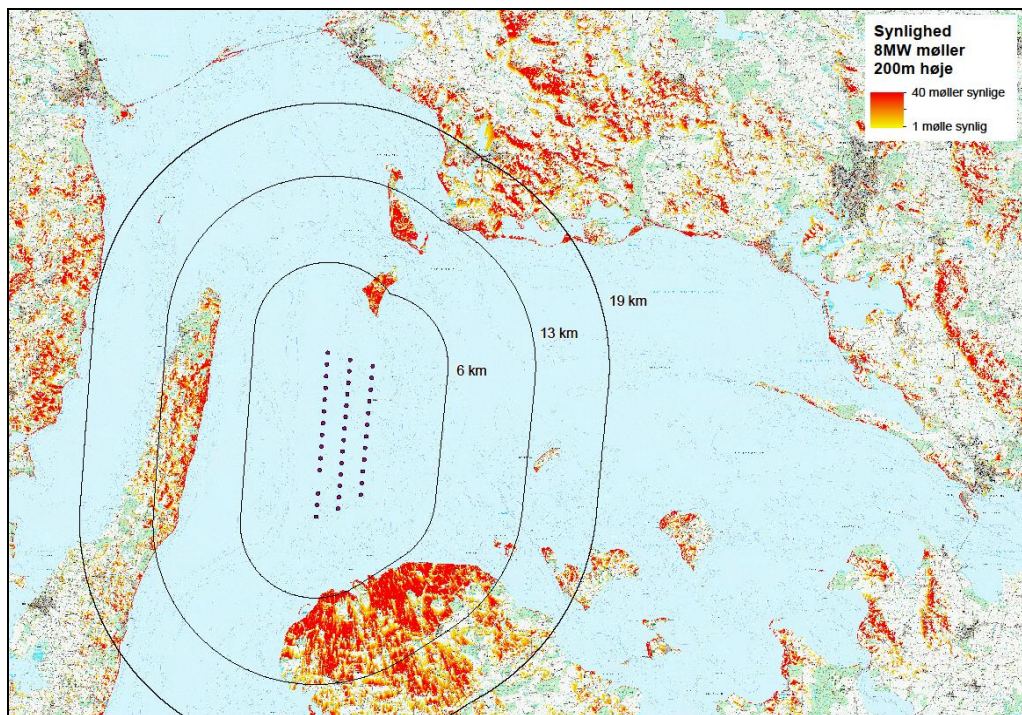 Synlighed
8MW møller
200m høje
40 møller synlige
1 mølle synlig
19 km
13 km
6 km